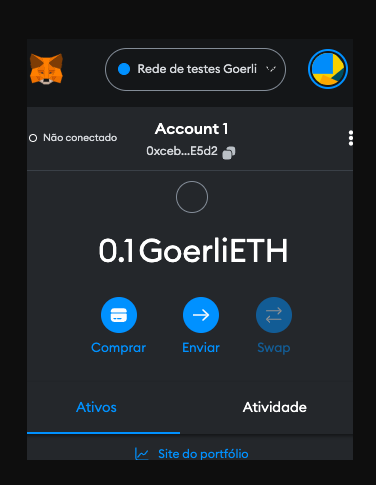 Rede de testes Goerli
Não conectado
Account 1
0xceb...E5d2
0.1 GoerliETH
Comprar
Enviar
Swap
Ativos
Atividade
Site do portfólio